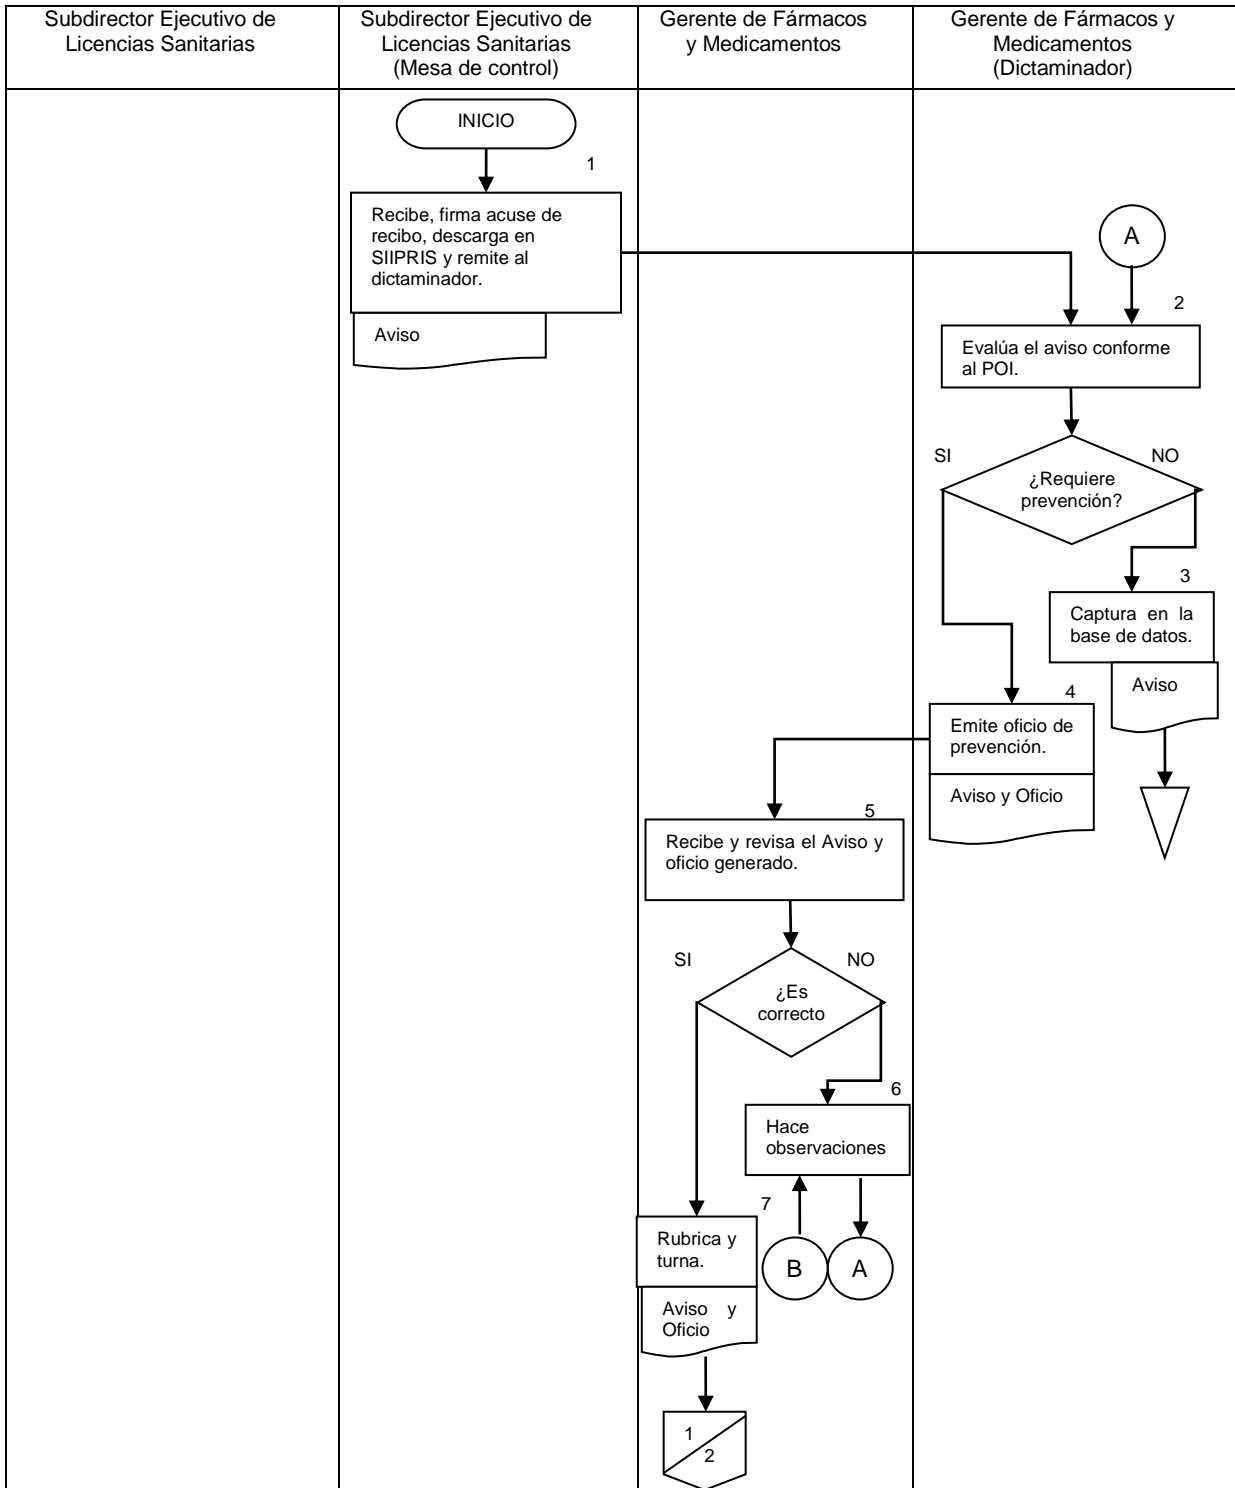 Subdirector Ejecutivo de
Licencias Sanitarias
Subdirector Ejecutivo de
Licencias Sanitarias
(Mesa de control)
Gerente de Fármacos
y Medicamentos
Gerente de Fármacos y
Medicamentos
(Dictaminador)
INICIO
1
Recibe, firma acuse de
recibo, descarga en
SIIPRIS y remite al
dictaminador.
Aviso
A
2
Evalúa el aviso conforme
al POI.
SI
NO
¿Requiere
prevención?
3
Captura en la
base de datos.
Aviso
4
Emite oficio de
prevención.
Aviso y Oficio
5
Recibe y revisa el Aviso y
oficio generado.
SI
NO
¿Es
correcto
6
Hace
observaciones
7
Rubrica y
turna.
Aviso y
Oficio
B
A
1
2